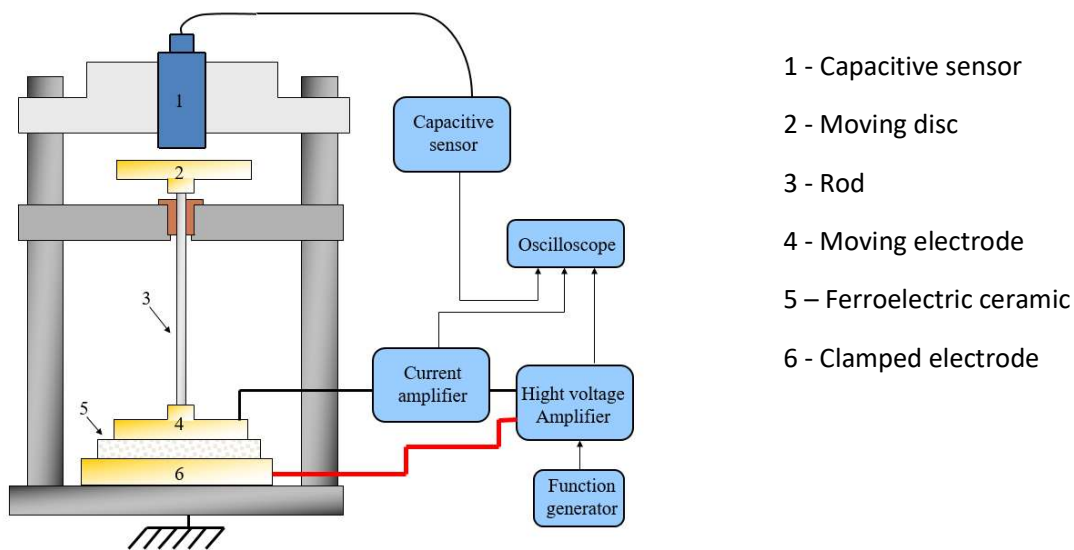 1
Capacitive
sensor
2
Oscilloscope
3
Current
amplifier
Hight voltage
Amplifier
5
4
6
Function
generator
1 - Capacitive sensor
2 - Moving disc
3 - Rod
4 - Moving electrode
5 – Ferroelectric ceramic
6 - Clamped electrode